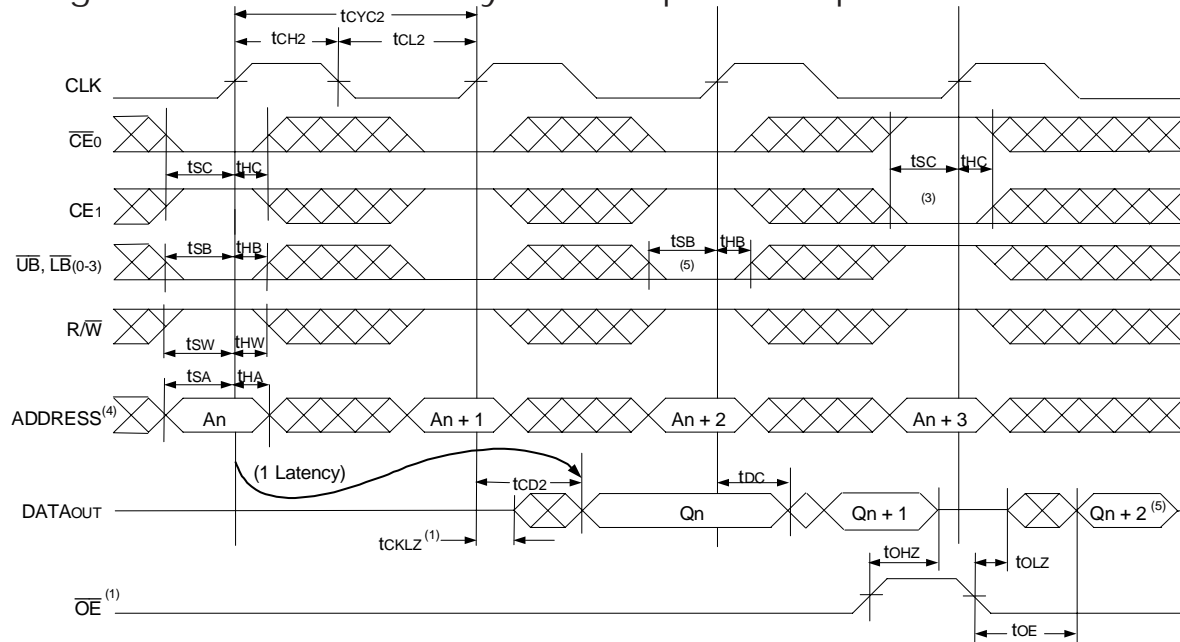 tCYC2
tCH2 tCL2
CLK
CE0
tSC tHC tSC tHC
CE1 (3)
tSB tHB tSB tHB
UB, LB(0-3) (5)
R/W
tSW tHW
tSA tHA
ADDRESS(4) An An + 1 An + 2 An + 3
(1 Latency) tCD2 tDC
DATAOUT Qn Qn + 1 Qn + 2 (5)
tCKLZ (1) tOHZ tOLZ
OE (1)
tOE